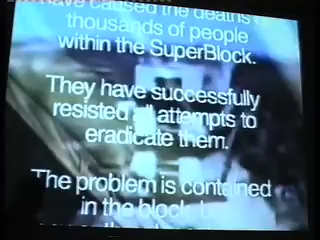 have caused the deaths
thousands of people
within the SuperBlock.
They have successfully
resisted all attempts to
eradicate them.
The problem is contained
in the block,